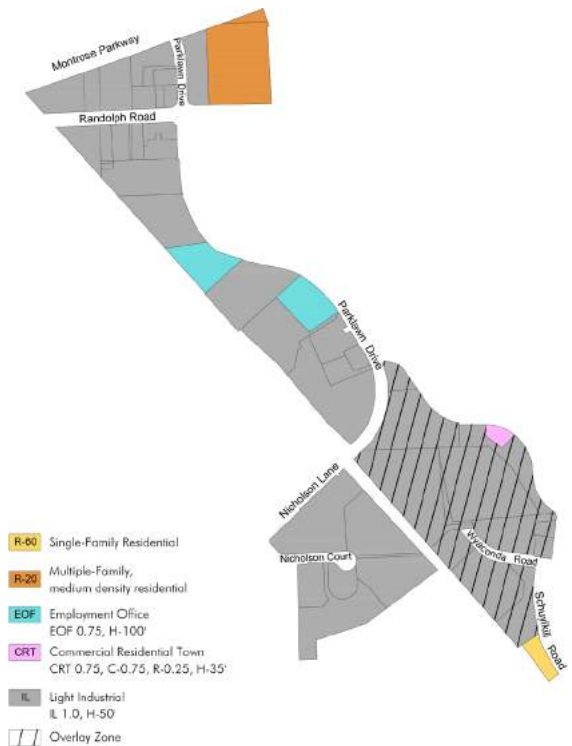 Montrose Parkway
Parklawn Drive
Randolph Road
Parklawn Drive
Nicholson Lane
Nicholson Court
Wyaconda Road
Schuylkill Road
R-60 Single-Family Residential
R-20 Multiple-Family,
medium density residential
EOF Employment Office
EOF 0.75, H-100'
CRT Commercial Residential Town
CRT 0.75, C-0.75, R-0.25, H-35'
IL Light Industrial
IL 1.0, H-50'
Overlay Zone